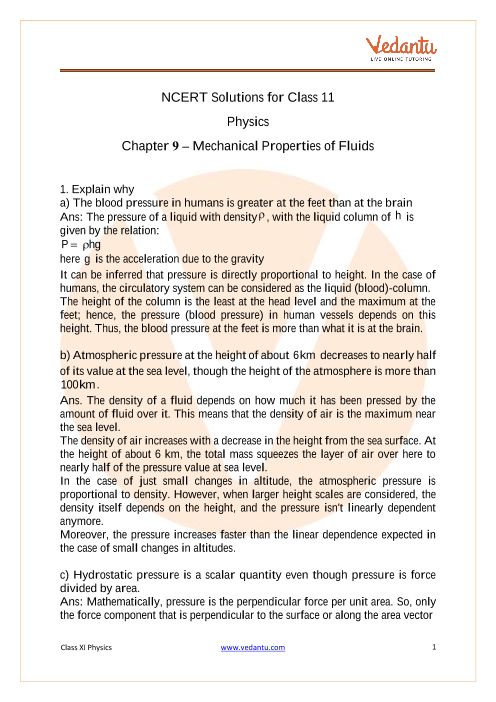 Vedantu
LIVE ONLINE TUTORING
NCERT Solutions for Class 11
Physics
Chapter 9 – Mechanical Properties of Fluids
1. Explain why
a) The blood pressure in humans is greater at the feet than at the brain
Ans: The pressure of a liquid with density ρ, with the liquid column of h is
given by the relation:
P = ρhg
here g is the acceleration due to the gravity
It can be inferred that pressure is directly proportional to height. In the case of
humans, the circulatory system can be considered as the liquid (blood)-column.
The height of the column is the least at the head level and the maximum at the
feet; hence, the pressure (blood pressure) in human vessels depends on this
height. Thus, the blood pressure at the feet is more than what it is at the brain.
b) Atmospheric pressure at the height of about 6km decreases to nearly half
of its value at the sea level, though the height of the atmosphere is more than
100km.
Ans. The density of a fluid depends on how much it has been pressed by the
amount of fluid over it. This means that the density of air is the maximum near
the sea level.
The density of air increases with a decrease in the height from the sea surface. At
the height of about 6 km, the total mass squeezes the layer of air over here to
nearly half of the pressure value at sea level.
In the case of just small changes in altitude, the atmospheric pressure is
proportional to density. However, when larger height scales are considered, the
density itself depends on the height, and the pressure isn't linearly dependent
anymore.
Moreover, the pressure increases faster than the linear dependence expected in
the case of small changes in altitudes.
c) Hydrostatic pressure is a scalar quantity even though pressure is force
divided by area.
Ans: Mathematically, pressure is the perpendicular force per unit area. So, only
the force component that is perpendicular to the surface or along the area vector
Class XI Physics www.vedantu.com 1